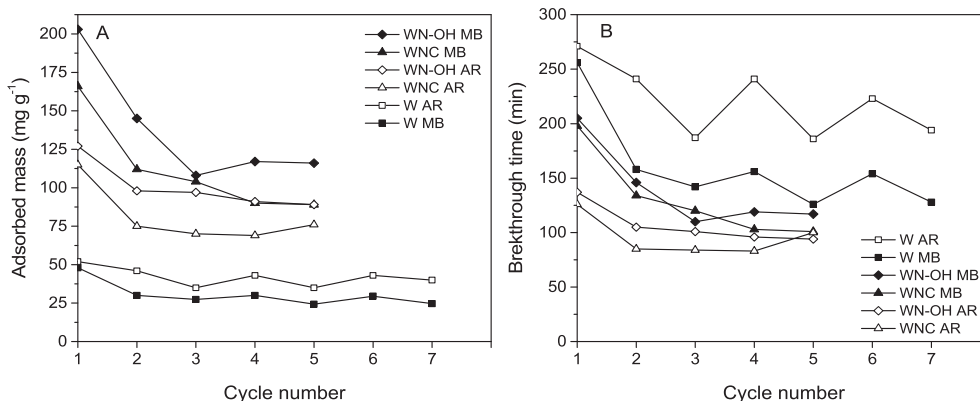 A
WN-OH MB
WNC MB
WN-OH AR
WNC AR
W AR
W MB
Adsorbed mass (mg g⁻¹)
200
175
150
125
100
75
50
25
0
1 2 3 4 5 6 7
Cycle number
B
W AR
W MB
WN-OH MB
WNC MB
WN-OH AR
WNC AR
Brekthrough time (min)
300
250
200
150
100
50
0
1 2 3 4 5 6 7
Cycle number